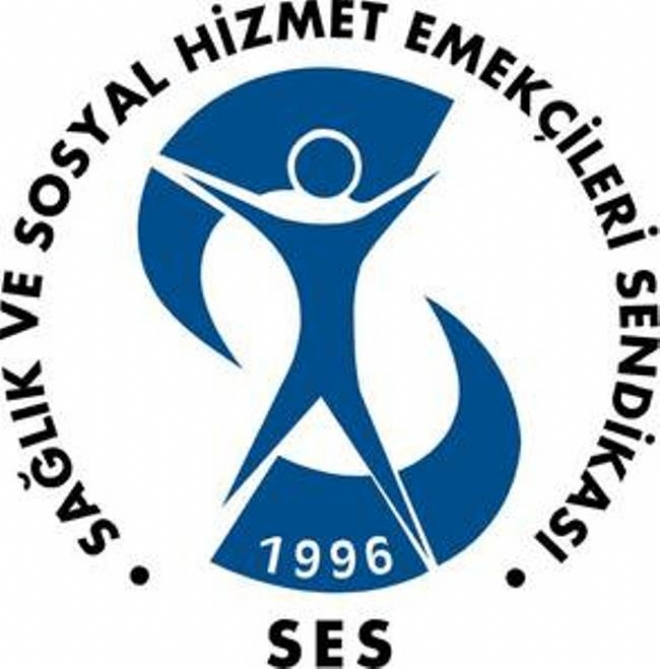 SAĞLIK VE SOSYAL HİZMET EMEKÇİLERİ SENDİKASI
1996
SES